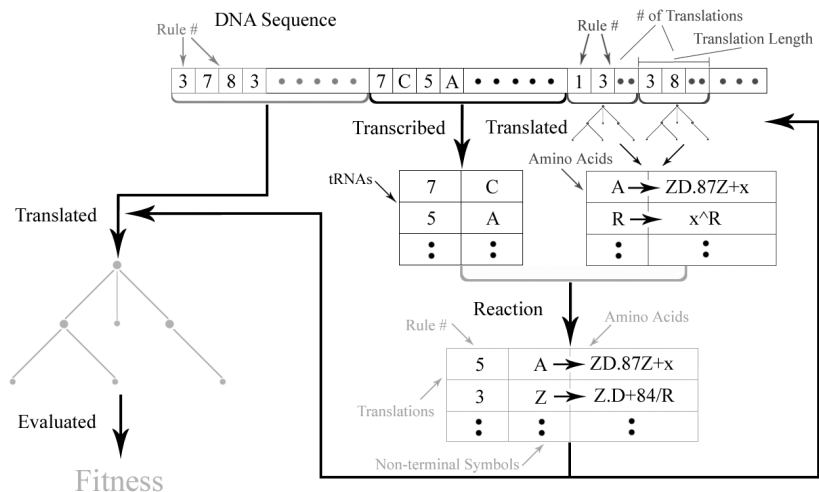 DNA Sequence
Rule #
Rule #
# of Translations
Translation Length
3 7 8 3 • • • • • 7 C 5 A • • • • • 1 3 •• 3 8 •• • • • •
Transcribed
Translated
Amino Acids
tRNAs
7 C
5 A
A → ZD.87Z+x
R → x^R
Translated
Reaction
Rule #
Amino Acids
5 A → ZD.87Z+x
3 Z → Z.D+84/R
Translations
Non-terminal Symbols
Evaluated
Fitness